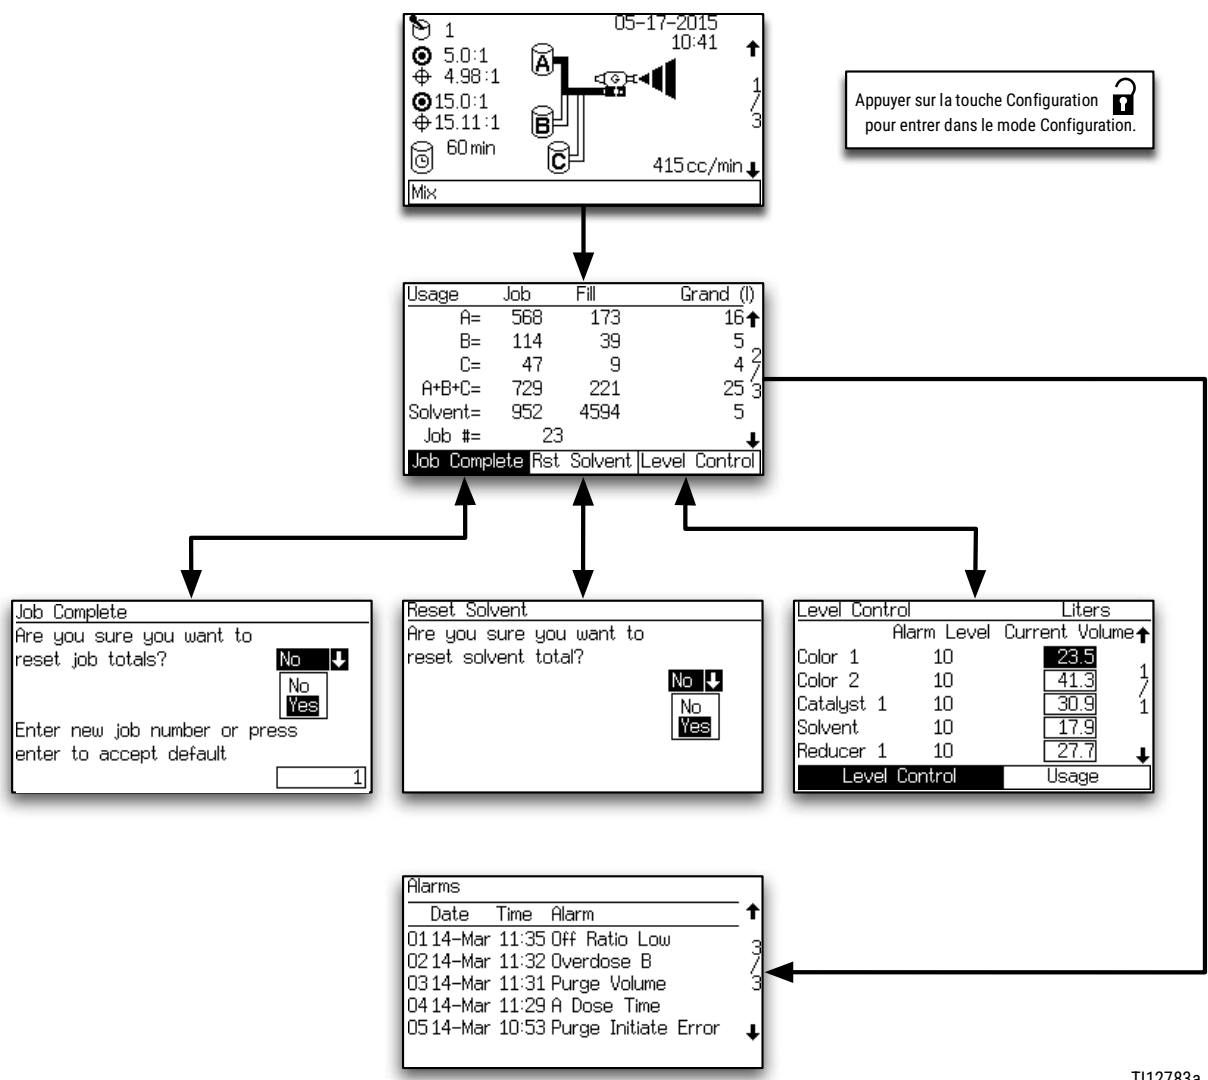 1
05-17-2015
10:41
5.0:1
4.98:1
15.0:1
15.11:1
60 min
A
B
C
G
1
/
3
415 cc/min
Mix
Appuyer sur la touche Configuration
pour entrer dans le mode Configuration.
Usage Job Fill Grand (l)
A= 568 173 16
B= 114 39 5
C= 47 9 4
A+B+C= 729 221 25
Solvent= 952 4594 5
Job #= 23
2
/
3
Job Complete Rst Solvent Level Control
Job Complete
Are you sure you want to
reset job totals?
No
No
Yes
Enter new job number or press
enter to accept default
1
Reset Solvent
Are you sure you want to
reset solvent total?
No
No
Yes
Level Control Liters
Alarm Level Current Volume
Color 1 10 23.5
Color 2 10 41.3
Catalyst 1 10 30.9
Solvent 10 17.9
Reducer 1 10 27.7
1
/
1
Level Control Usage
Alarms
Date Time Alarm
01 14-Mar 11:35 Off Ratio Low
02 14-Mar 11:32 Overdose B
03 14-Mar 11:31 Purge Volume
04 14-Mar 11:29 A Dose Time
05 14-Mar 10:53 Purge Initiate Error
3
/
3
TI12783a